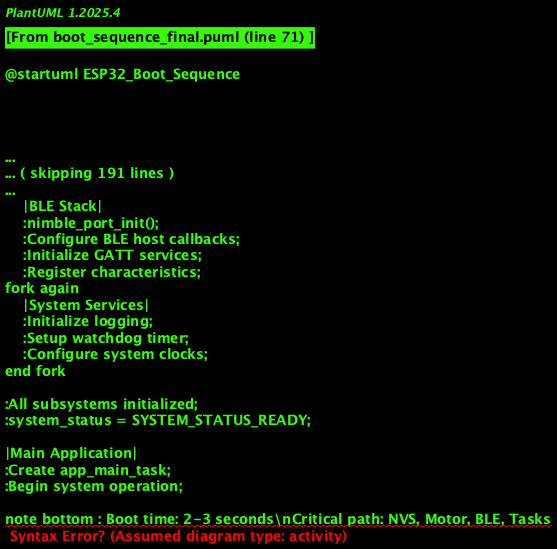 PlantUML 1.2025.4
[From boot_sequence_final.puml (line 71) ]
@startuml ESP32_Boot_Sequence
...
... ( skipping 191 lines )
...
|BLE Stack|
:nimble_port_init();
:Configure BLE host callbacks;
:Initialize GATT services;
:Register characteristics;
fork again
|System Services|
:Initialize logging;
:Setup watchdog timer;
:Configure system clocks;
end fork
:All subsystems initialized;
:system_status = SYSTEM_STATUS_READY;
|Main Application|
:Create app_main_task;
:Begin system operation;
note bottom : Boot time: 2-3 seconds\nCritical path: NVS, Motor, BLE, Tasks
Syntax Error? (Assumed diagram type: activity)